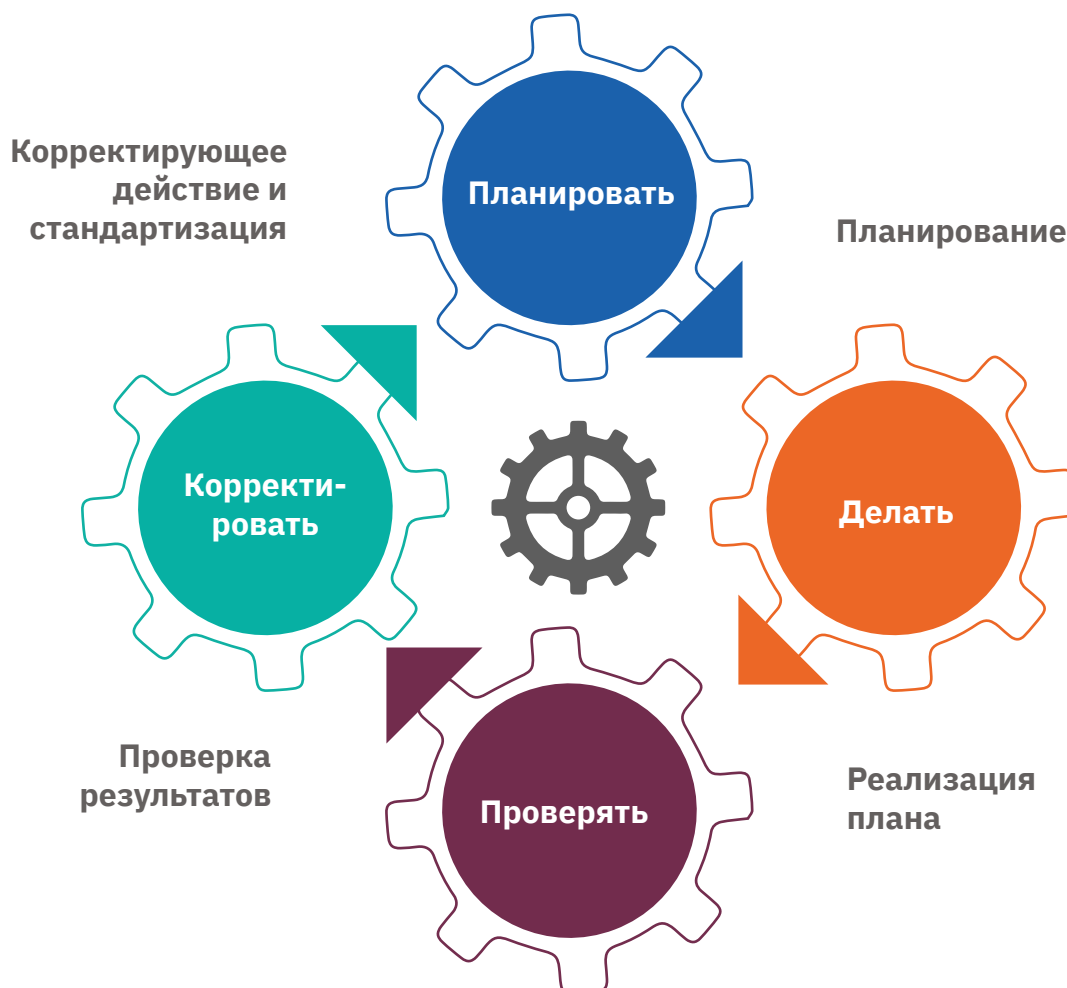 Планировать
Корректирующее
действие и
стандартизация
Планирование
Корректи-
ровать
Делать
Проверка
результатов
Реализация
плана
Проверять